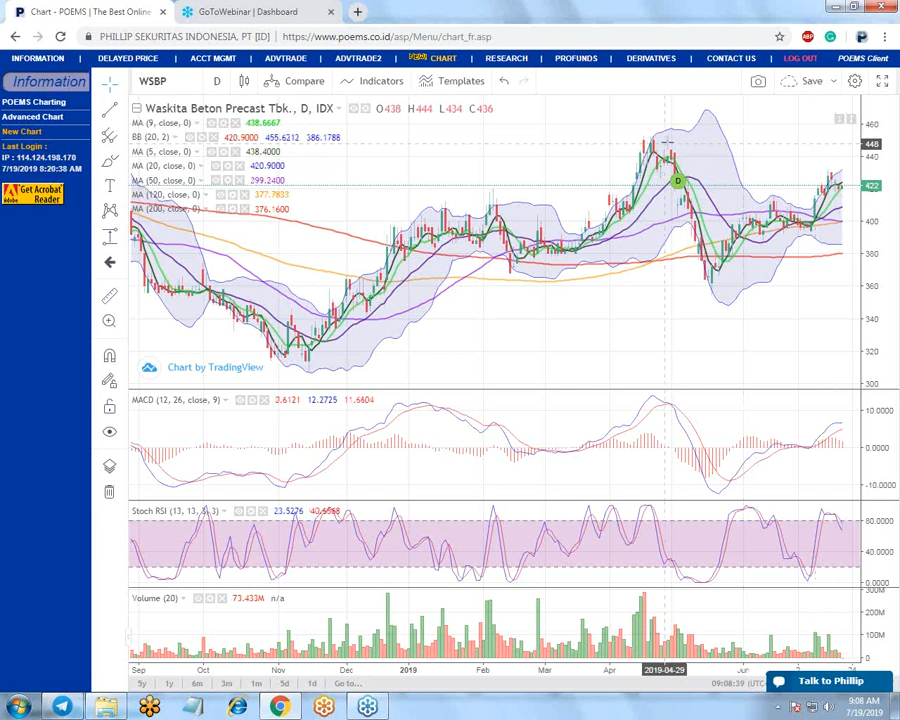 Chart - POEMS | The Best Online
GoToWebinar | Dashboard
PHILLIP SEKURITAS INDONESIA, PT [ID] | https://www.poems.co.id/asp/Menu/chart_fr.asp
INFORMATION DELAYED PRICE ACCT MGMT ADVTRADE ADVTRADE2 NEW CHART RESEARCH PROFUNDS DERIVATIVES CONTACT US LOG OUT POEMS Client
Information
POEMS Charting
Advanced Chart
New Chart
Last Login :
IP : 114.124.198.170
7/19/2019 8:20:38 AM
Get Acrobat
Reader
WSBP D Compare Indicators Templates Save
Waskita Beton Precast Tbk., D, IDX O438 H444 L434 C436
MA (9, close, 0) 438.6667
BB (20, 2) 420.9000 455.6212 386.1788
MA (5, close, 0) 438.4000
MA (20, close, 0) 420.9000
MA (50, close, 0) 299.2400
MA (120, close, 0) 377.7833
MA (200, close, 0) 376.1600
460
448
440
D
422
400
380
360
340
320
300
Chart by TradingView
MACD (12, 26, close, 9) 0.6121 12.2725 11.6604
10.0000
0.0000
-10.0000
Stoch RSI (13, 13, 3, 3) 23.5276
80.0000
40.0000
0.0000
Volume (20) 73.433M n/a
300M
200M
100M
0
Sep Oct Nov Dec 2019 Feb Mar Apr 2019-04-29 Jun
5y 1y 6m 3m 1m 5d 1d Go to...
09:08:39 (UTC
Talk to Phillip
9:08 AM
7/19/2019